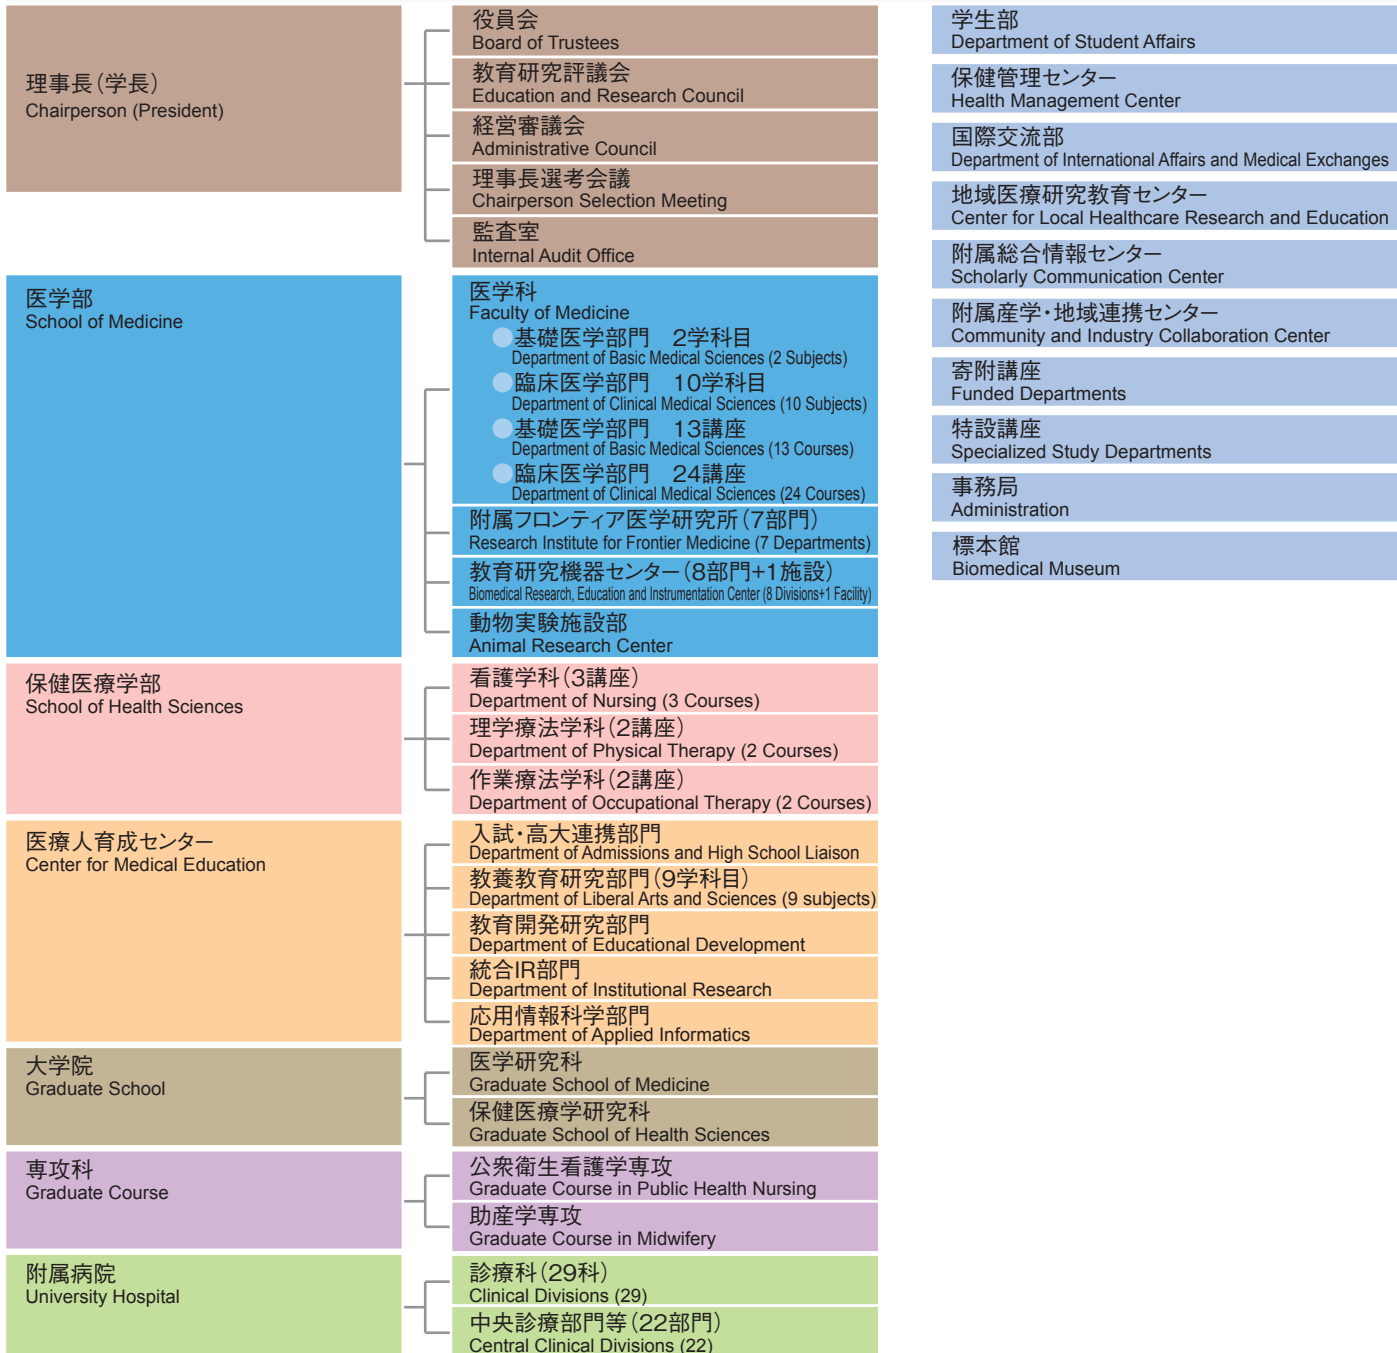 理事長（学長）
Chairperson (President)
役員会
Board of Trustees
教育研究評議会
Education and Research Council
経営審議会
Administrative Council
理事長選考会議
Chairperson Selection Meeting
監査室
Internal Audit Office
医学部
School of Medicine
医学科
Faculty of Medicine
●基礎医学部門　2学科目
Department of Basic Medical Sciences (2 Subjects)
●臨床医学部門　10学科目
Department of Clinical Medical Sciences (10 Subjects)
●基礎医学部門　13講座
Department of Basic Medical Sciences (13 Courses)
●臨床医学部門　24講座
Department of Clinical Medical Sciences (24 Courses)
附属フロンティア医学研究所（7部門）
Research Institute for Frontier Medicine (7 Departments)
教育研究機器センター（8部門+1施設）
Biomedical Research, Education and Instrumentation Center (8 Divisions+1 Facility)
動物実験施設部
Animal Research Center
保健医療学部
School of Health Sciences
看護学科（3講座）
Department of Nursing (3 Courses)
理学療法学科（2講座）
Department of Physical Therapy (2 Courses)
作業療法学科（2講座）
Department of Occupational Therapy (2 Courses)
医療人育成センター
Center for Medical Education
入試・高大連携部門
Department of Admissions and High School Liaison
教養教育研究部門（9学科目）
Department of Liberal Arts and Sciences (9 subjects)
教育開発研究部門
Department of Educational Development
統合IR部門
Department of Institutional Research
応用情報科学部門
Department of Applied Informatics
大学院
Graduate School
医学研究科
Graduate School of Medicine
保健医療学研究科
Graduate School of Health Sciences
専攻科
Graduate Course
公衆衛生看護学専攻
Graduate Course in Public Health Nursing
助産学専攻
Graduate Course in Midwifery
附属病院
University Hospital
診療科（29科）
Clinical Divisions (29)
中央診療部門等（22部門）
Central Clinical Divisions (22)
学生部
Department of Student Affairs
保健管理センター
Health Management Center
国際交流部
Department of International Affairs and Medical Exchanges
地域医療研究教育センター
Center for Local Healthcare Research and Education
附属総合情報センター
Scholarly Communication Center
附属産学・地域連携センター
Community and Industry Collaboration Center
寄附講座
Funded Departments
特設講座
Specialized Study Departments
事務局
Administration
標本館
Biomedical Museum